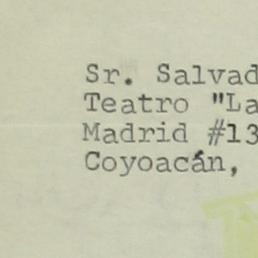 Sr. Salvad
Teatro "La
Madrid #13
Coyoacán,